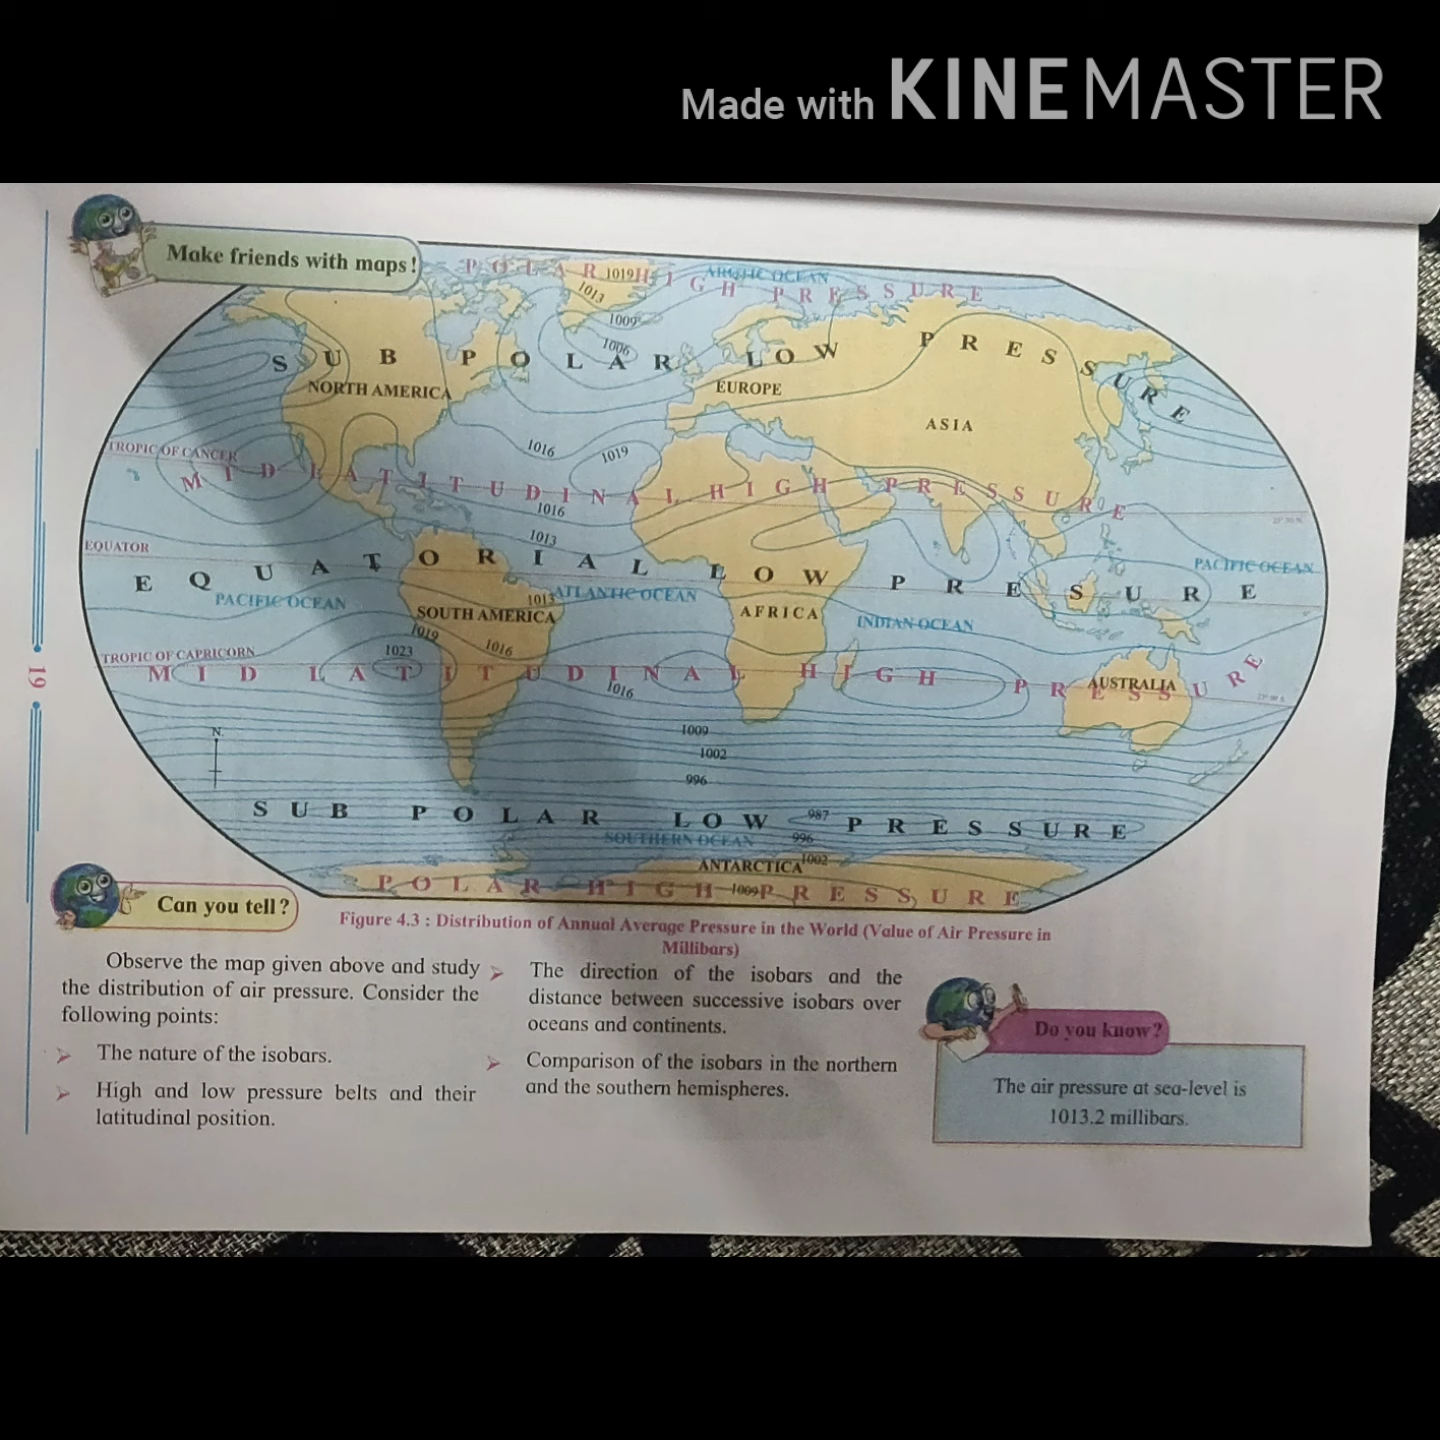 Made with KINEMASTER
Make friends with maps!
POLAR HIGH PRESSURE
ARCTIC OCEAN
1019
1013
1009
1006
SUB POLAR LOW PRESSURE
NORTH AMERICA
EUROPE
ASIA
TROPIC OF CANCER
1016
1019
MID LATITUDINAL HIGH PRESSURE
1016
1013
EQUATOR
EQUATORIAL LOW PRESSURE
PACIFIC OCEAN
PACIFIC OCEAN
1013
ATLANTIC OCEAN
SOUTH AMERICA
AFRICA
INDIAN OCEAN
1019
1016
1023
TROPIC OF CAPRICORN
MID LATITUDINAL HIGH PRESSURE
AUSTRALIA
1016
N
1009
1002
996
SUB POLAR LOW PRESSURE
987
SOUTHERN OCEAN
996
ANTARCTICA
1002
POLAR HIGH PRESSURE
1009
19
Figure 4.3 : Distribution of Annual Average Pressure in the World (Value of Air Pressure in
Millibars)
Can you tell?
Observe the map given above and study
the distribution of air pressure. Consider the
following points:
➢ The nature of the isobars.
➢ High and low pressure belts and their
latitudinal position.
➢ The direction of the isobars and the
distance between successive isobars over
oceans and continents.
➢ Comparison of the isobars in the northern
and the southern hemispheres.
Do you know?
The air pressure at sea-level is
1013.2 millibars.